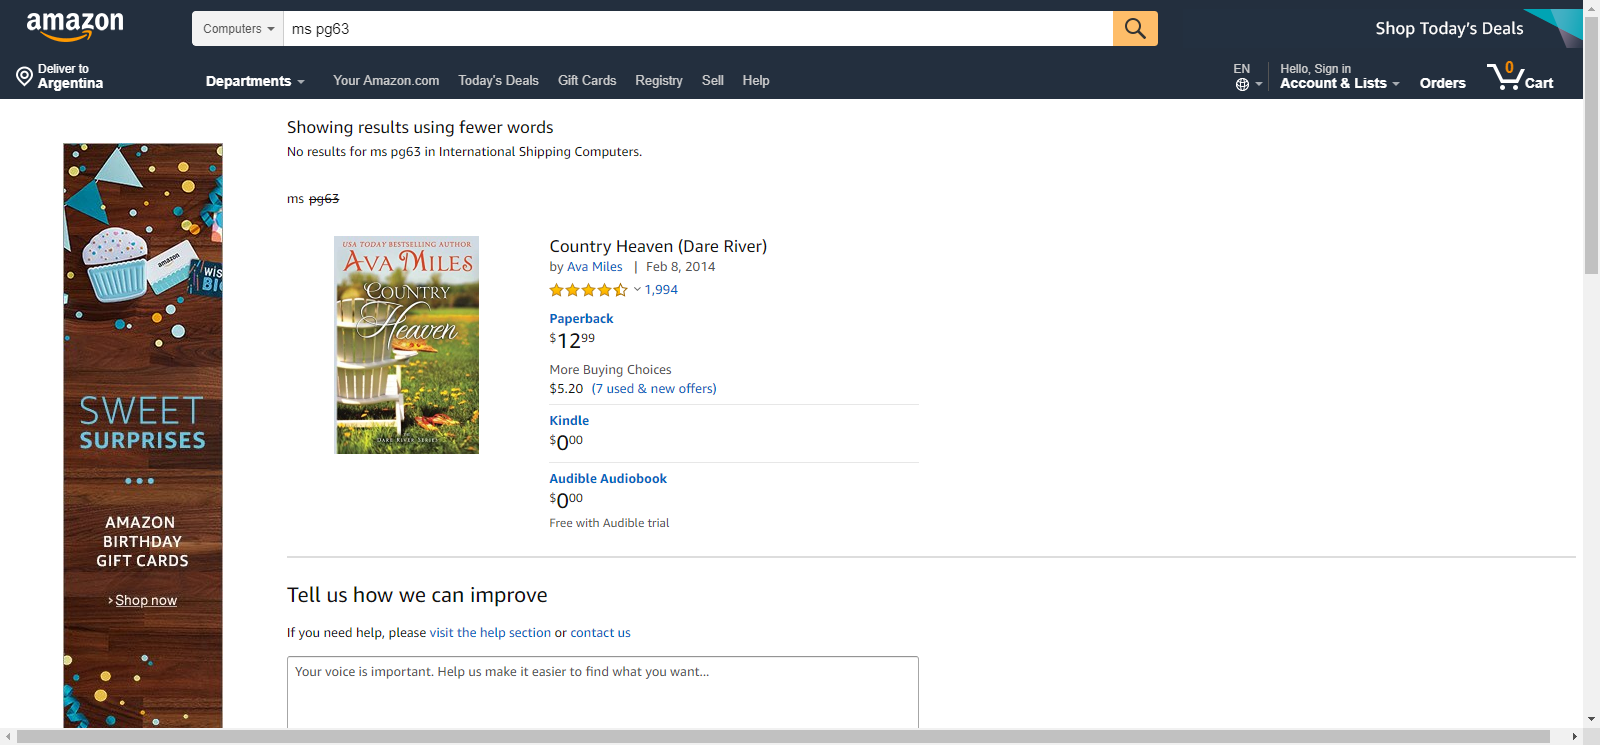 amazon
Computers
ms pg63
Shop Today's Deals
Deliver to
Argentina
Departments
Your Amazon.com
Today's Deals
Gift Cards
Registry
Sell
Help
EN
Hello, Sign in
Account & Lists
Orders
0
Cart
Showing results using fewer words
No results for ms pg63 in International Shipping Computers.
ms pg63
amazon
SWEET
SURPRISES
AMAZON
BIRTHDAY
GIFT CARDS
› Shop now
USA TODAY BESTSELLING AUTHOR
AVA MILES
COUNTRY
Heaven
DARE RIVER SERIES
Country Heaven (Dare River)
by Ava Miles | Feb 8, 2014
1,994
Paperback
$12.99
More Buying Choices
$5.20 (7 used & new offers)
Kindle
$0.00
Audible Audiobook
$0.00
Free with Audible trial
Tell us how we can improve
If you need help, please visit the help section or contact us
Your voice is important. Help us make it easier to find what you want...